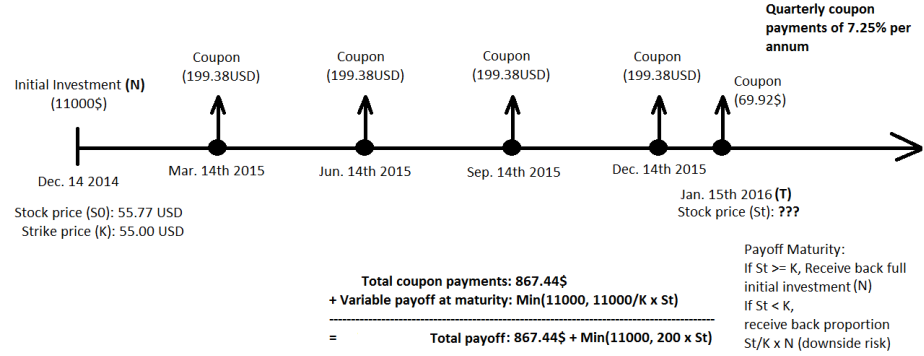 Quarterly coupon
payments of 7.25% per
annum
Coupon
(199.38USD)
Coupon
(199.38USD)
Coupon
(199.38USD)
Coupon
(199.38USD)
Coupon
(69.92$)
Initial Investment (N)
(11000$)
Dec. 14 2014
Mar. 14th 2015
Jun. 14th 2015
Sep. 14th 2015
Dec. 14th 2015
Jan. 15th 2016 (T)
Stock price (St): ???
Stock price (S0): 55.77 USD
Strike price (K): 55.00 USD
Payoff Maturity:
If St >= K, Receive back full
initial investment (N)
If St < K,
receive back proportion
St/K x N (downside risk)
Total coupon payments: 867.44$
+ Variable payoff at maturity: Min(11000, 11000/K x St)
= Total payoff: 867.44$ + Min(11000, 200 x St)